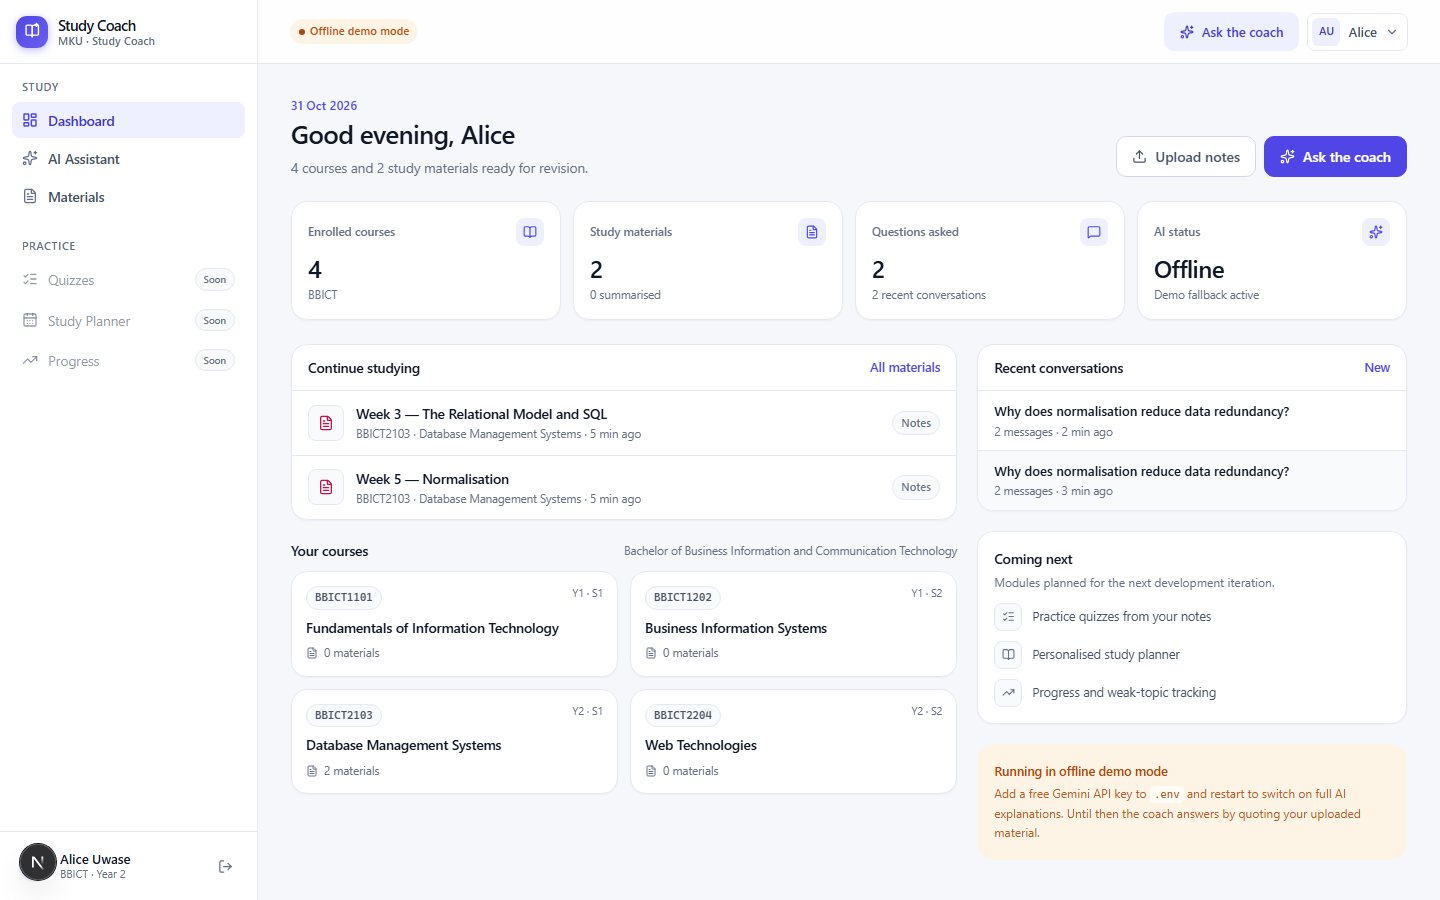 Study Coach
MKU · Study Coach
STUDY
Dashboard
AI Assistant
Materials
PRACTICE
Quizzes
Soon
Study Planner
Soon
Progress
Soon
N
Alice Uwase
BBICT · Year 2
Offline demo mode
Ask the coach
AU
Alice
31 Oct 2026
Good evening, Alice
4 courses and 2 study materials ready for revision.
Upload notes
Ask the coach
Enrolled courses
4
BBICT
Study materials
2
0 summarised
Questions asked
2
2 recent conversations
AI status
Offline
Demo fallback active
Continue studying
All materials
Week 3 — The Relational Model and SQL
BBICT2103 · Database Management Systems · 5 min ago
Notes
Week 5 — Normalisation
BBICT2103 · Database Management Systems · 5 min ago
Notes
Your courses
Bachelor of Business Information and Communication Technology
BBICT1101
Y1 · S1
Fundamentals of Information Technology
0 materials
BBICT1202
Y1 · S2
Business Information Systems
0 materials
BBICT2103
Y2 · S1
Database Management Systems
2 materials
BBICT2204
Y2 · S2
Web Technologies
0 materials
Recent conversations
New
Why does normalisation reduce data redundancy?
2 messages · 2 min ago
Why does normalisation reduce data redundancy?
2 messages · 3 min ago
Coming next
Modules planned for the next development iteration.
Practice quizzes from your notes
Personalised study planner
Progress and weak-topic tracking
Running in offline demo mode
Add a free Gemini API key to .env and restart to switch on full AI
explanations. Until then the coach answers by quoting your uploaded
material.